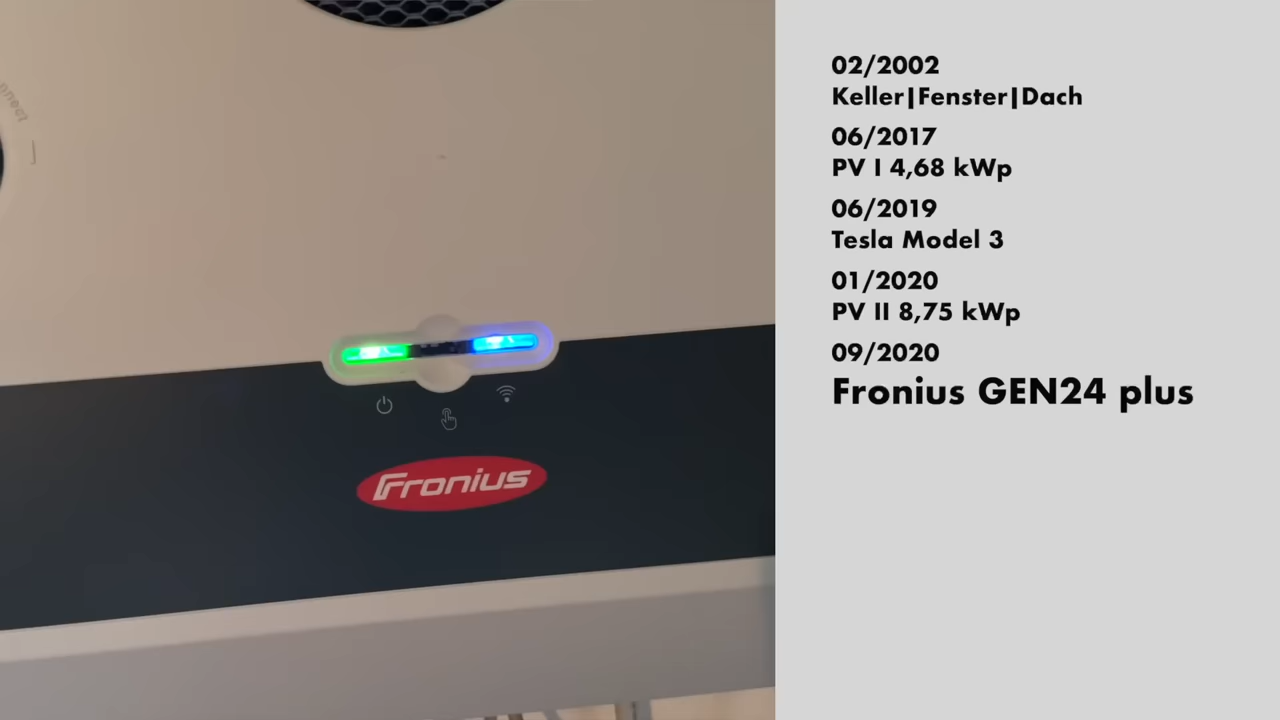 Fronius
02/2002
Keller|Fenster|Dach
06/2017
PV I 4,68 kWp
06/2019
Tesla Model 3
01/2020
PV II 8,75 kWp
09/2020
Fronius GEN24 plus